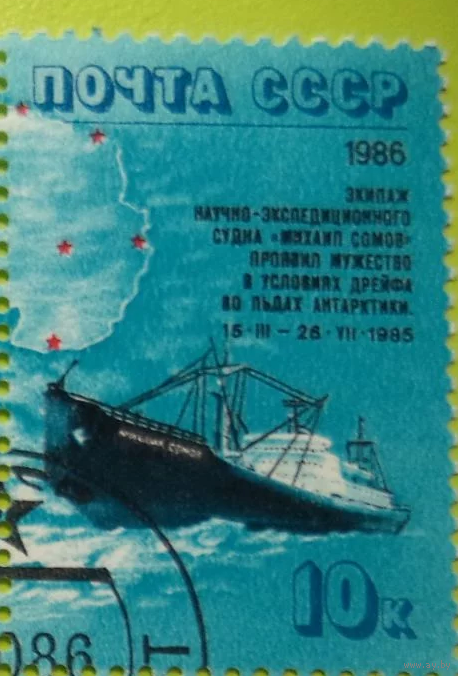 ПОЧТА СССР
1986
ЭКИПАЖ
НАУЧНО-ЭКСПЕДИЦИОННОГО
СУДНА «МИХАИЛ СОМОВ»
ПРОЯВИЛ МУЖЕСТВО
В УСЛОВИЯХ ДРЕЙФА
ВО ЛЬДАХ АНТАРКТИКИ.
15·III – 26·VII·1985
МИХАИЛ СОМОВ
10к
986
Т